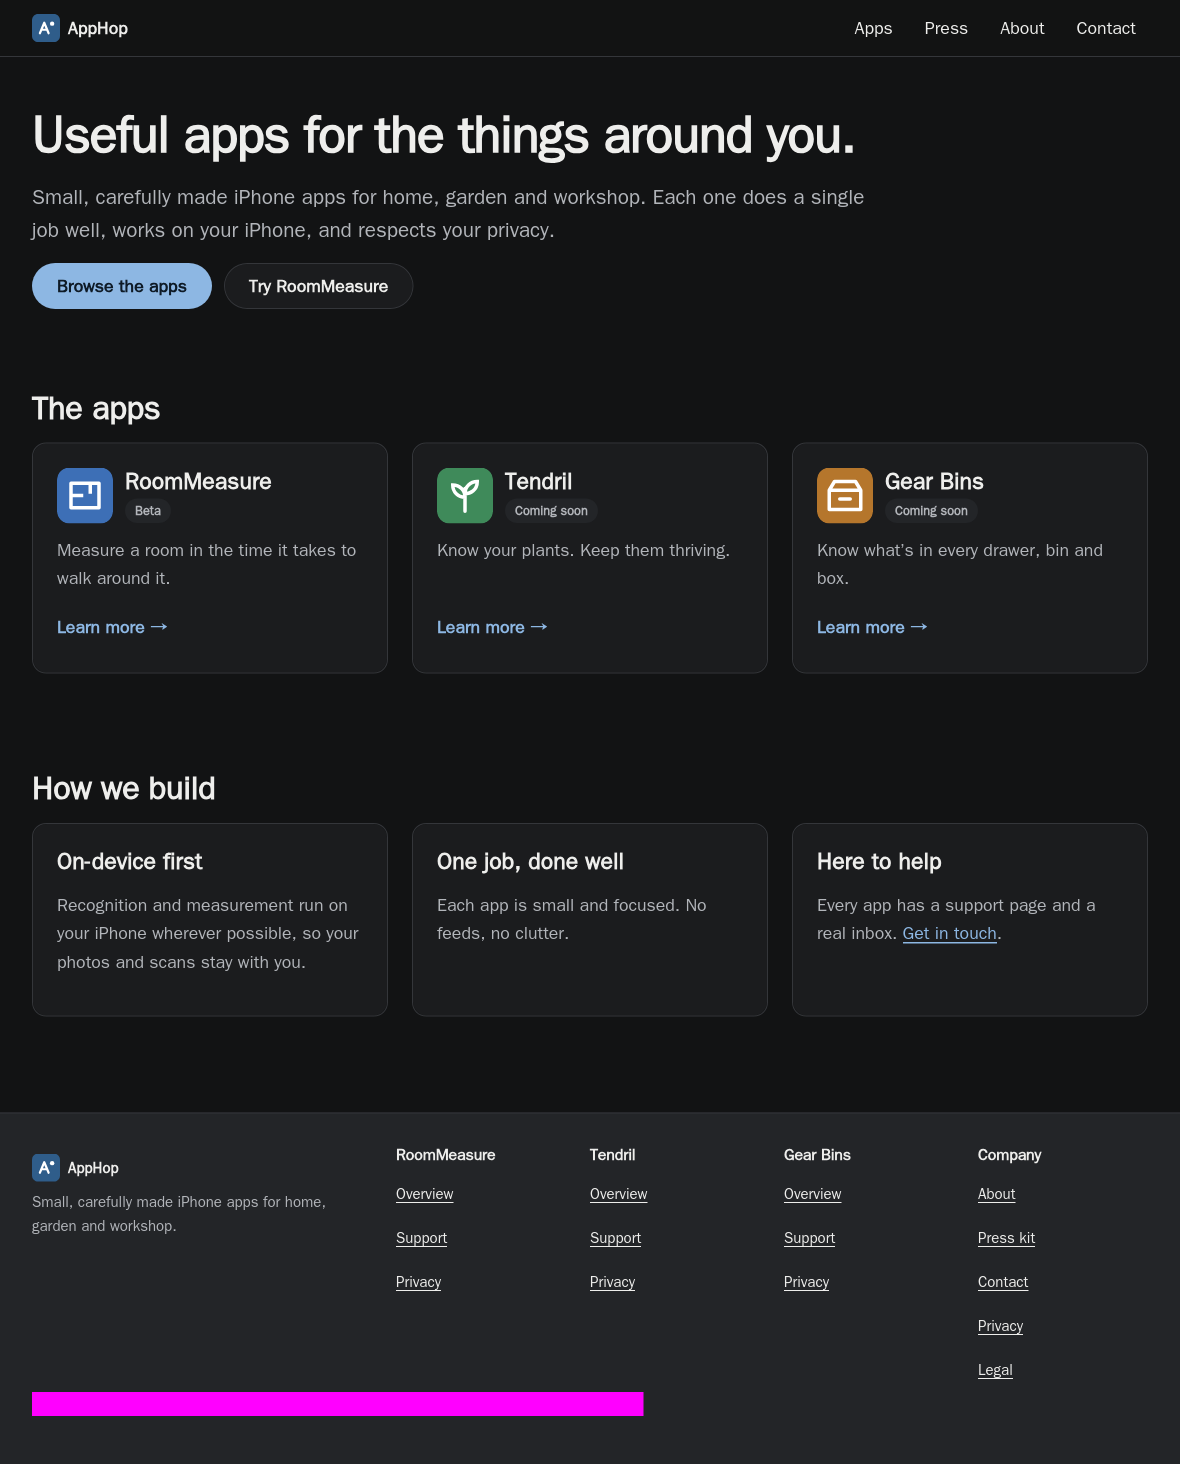 AppHop
Apps Press About Contact
Useful apps for the things around you.
Small, carefully made iPhone apps for home, garden and workshop. Each one does a single
job well, works on your iPhone, and respects your privacy.
Browse the apps
Try RoomMeasure
The apps
RoomMeasure
Beta
Measure a room in the time it takes to
walk around it.
Learn more →
Tendril
Coming soon
Know your plants. Keep them thriving.
Learn more →
Gear Bins
Coming soon
Know what's in every drawer, bin and
box.
Learn more →
How we build
On-device first
Recognition and measurement run on
your iPhone wherever possible, so your
photos and scans stay with you.
One job, done well
Each app is small and focused. No
feeds, no clutter.
Here to help
Every app has a support page and a
real inbox. Get in touch.
AppHop
Small, carefully made iPhone apps for home,
garden and workshop.
RoomMeasure
Overview
Support
Privacy
Tendril
Overview
Support
Privacy
Gear Bins
Overview
Support
Privacy
Company
About
Press kit
Contact
Privacy
Legal